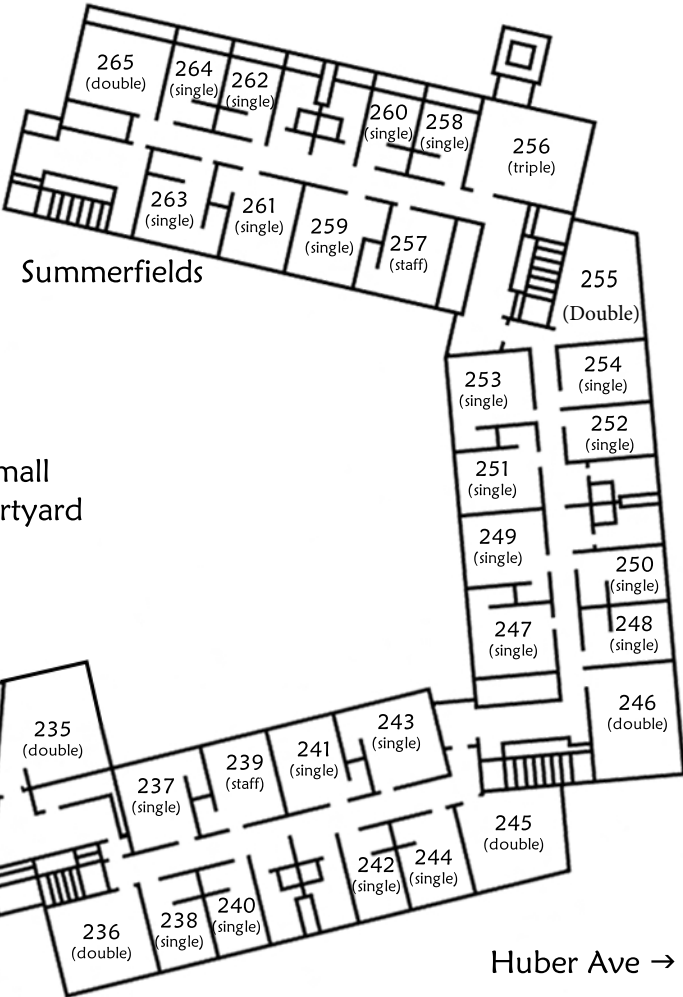 265
(double)
264
(single)
262
(single)
260
(single)
258
(single)
256
(triple)
263
(single)
261
(single)
259
(single)
257
(staff)
Summerfields
255
(Double)
254
(single)
253
(single)
252
(single)
251
(single)
mall
rtyard
249
(single)
250
(single)
247
(single)
248
(single)
246
(double)
235
(double)
237
(single)
239
(staff)
241
(single)
243
(single)
245
(double)
236
(double)
238
(single)
240
(single)
242
(single)
244
(single)
Huber Ave →